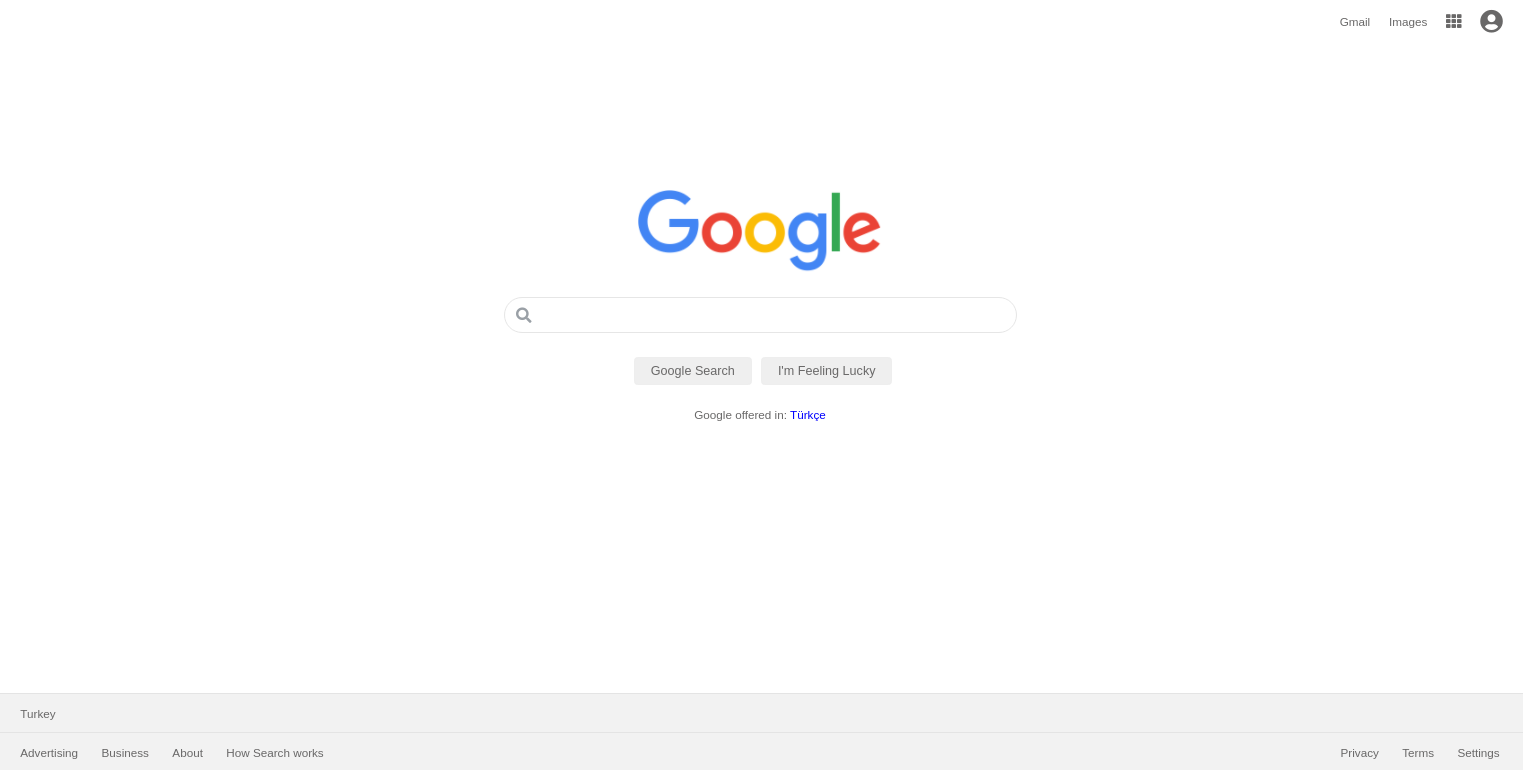 Gmail Images
Google
Google Search I'm Feeling Lucky
Google offered in: Türkçe
Turkey
Advertising Business About How Search works Privacy Terms Settings